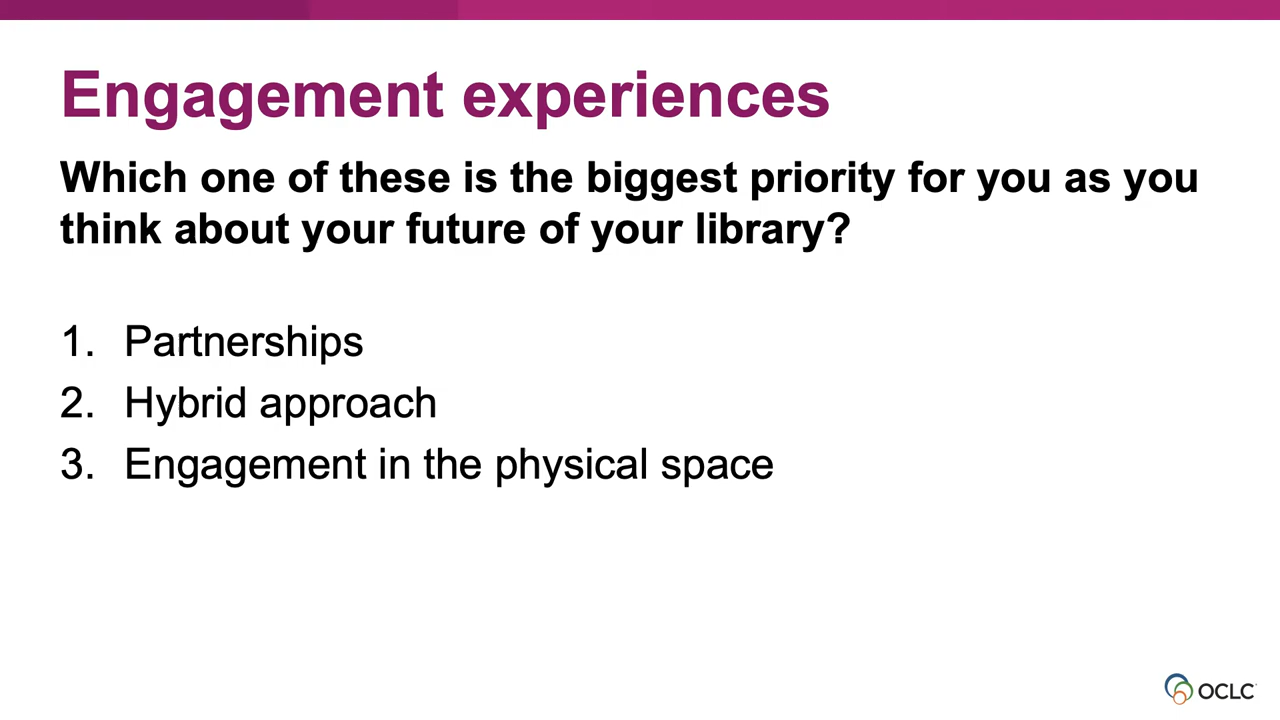 Engagement experiences
Which one of these is the biggest priority for you as you
think about your future of your library?
1. Partnerships
2. Hybrid approach
3. Engagement in the physical space
OCLC